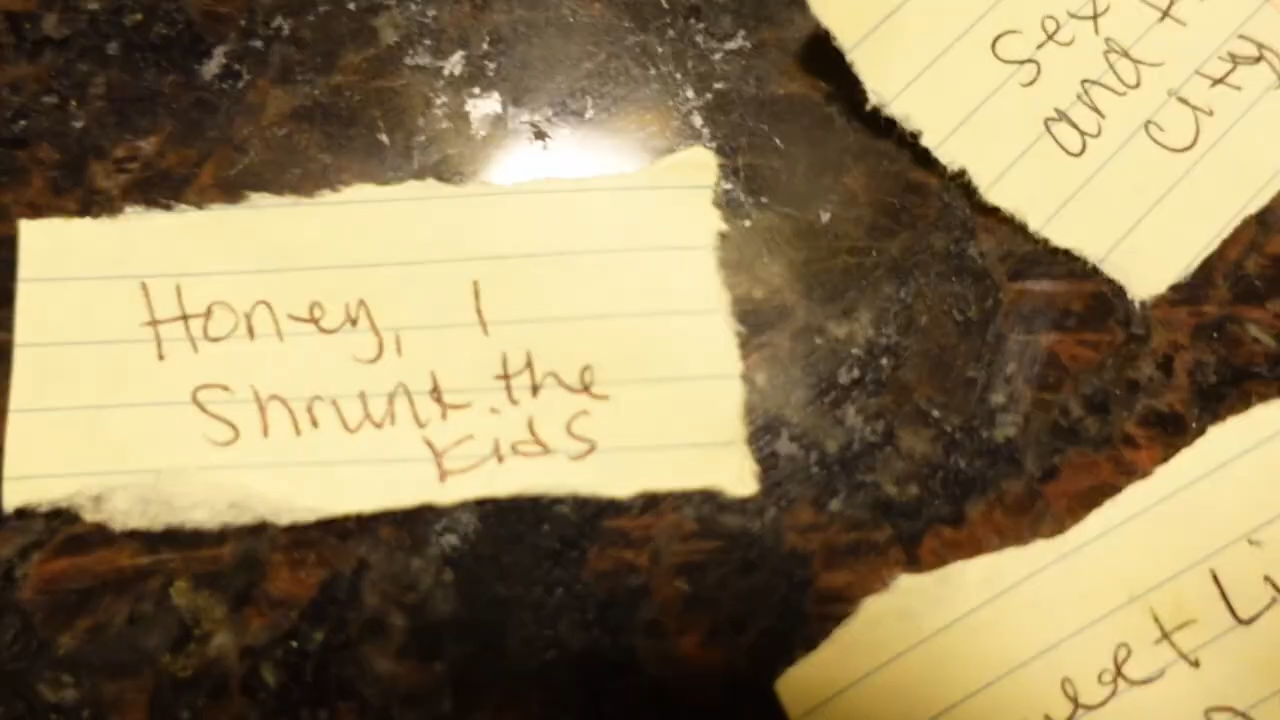 Honey, I
Shrunk the
Kids
Sex
and
City